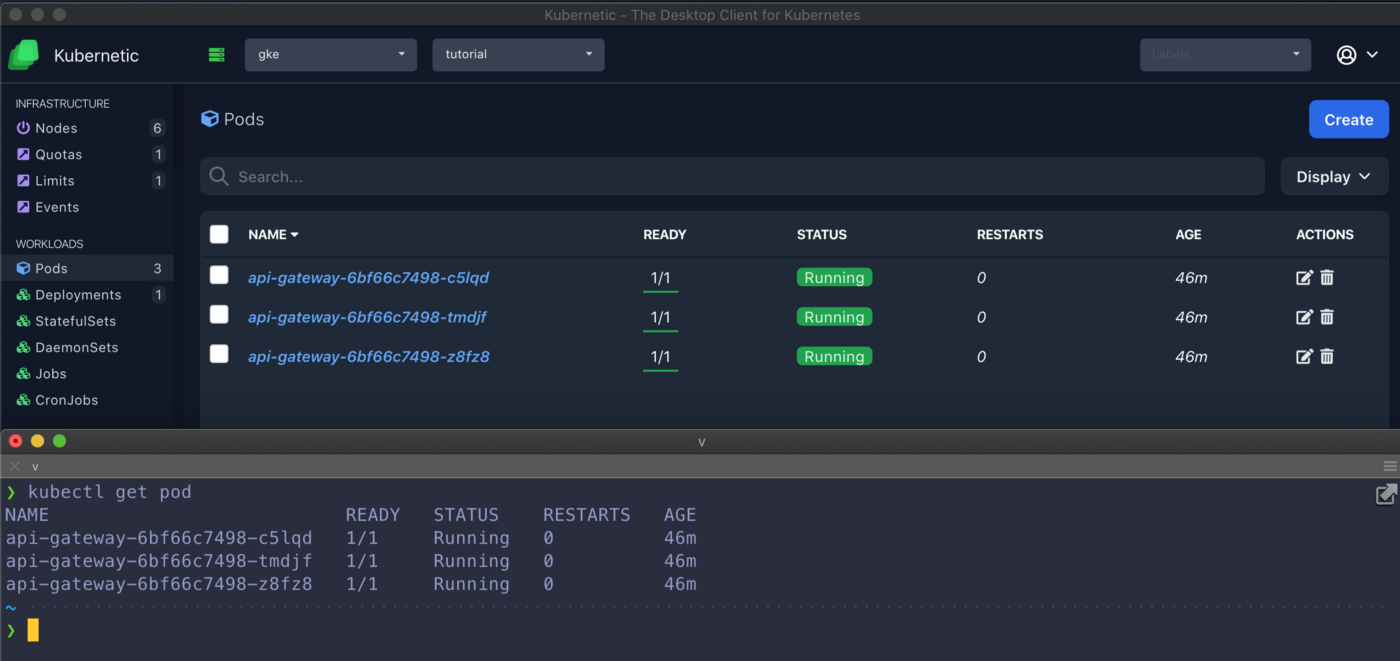 Kubernetic - The Desktop Client for Kubernetes
Kubernetic gke tutorial Labels
INFRASTRUCTURE
Nodes 6
Quotas 1
Limits 1
Events
WORKLOADS
Pods 3
Deployments 1
StatefulSets
DaemonSets
Jobs
CronJobs
Pods Create
Search... Display
NAME READY STATUS RESTARTS AGE ACTIONS
api-gateway-6bf66c7498-c5lqd 1/1 Running 0 46m
api-gateway-6bf66c7498-tmdjf 1/1 Running 0 46m
api-gateway-6bf66c7498-z8fz8 1/1 Running 0 46m
v
v
❯ kubectl get pod
NAME READY STATUS RESTARTS AGE
api-gateway-6bf66c7498-c5lqd 1/1 Running 0 46m
api-gateway-6bf66c7498-tmdjf 1/1 Running 0 46m
api-gateway-6bf66c7498-z8fz8 1/1 Running 0 46m
~
❯